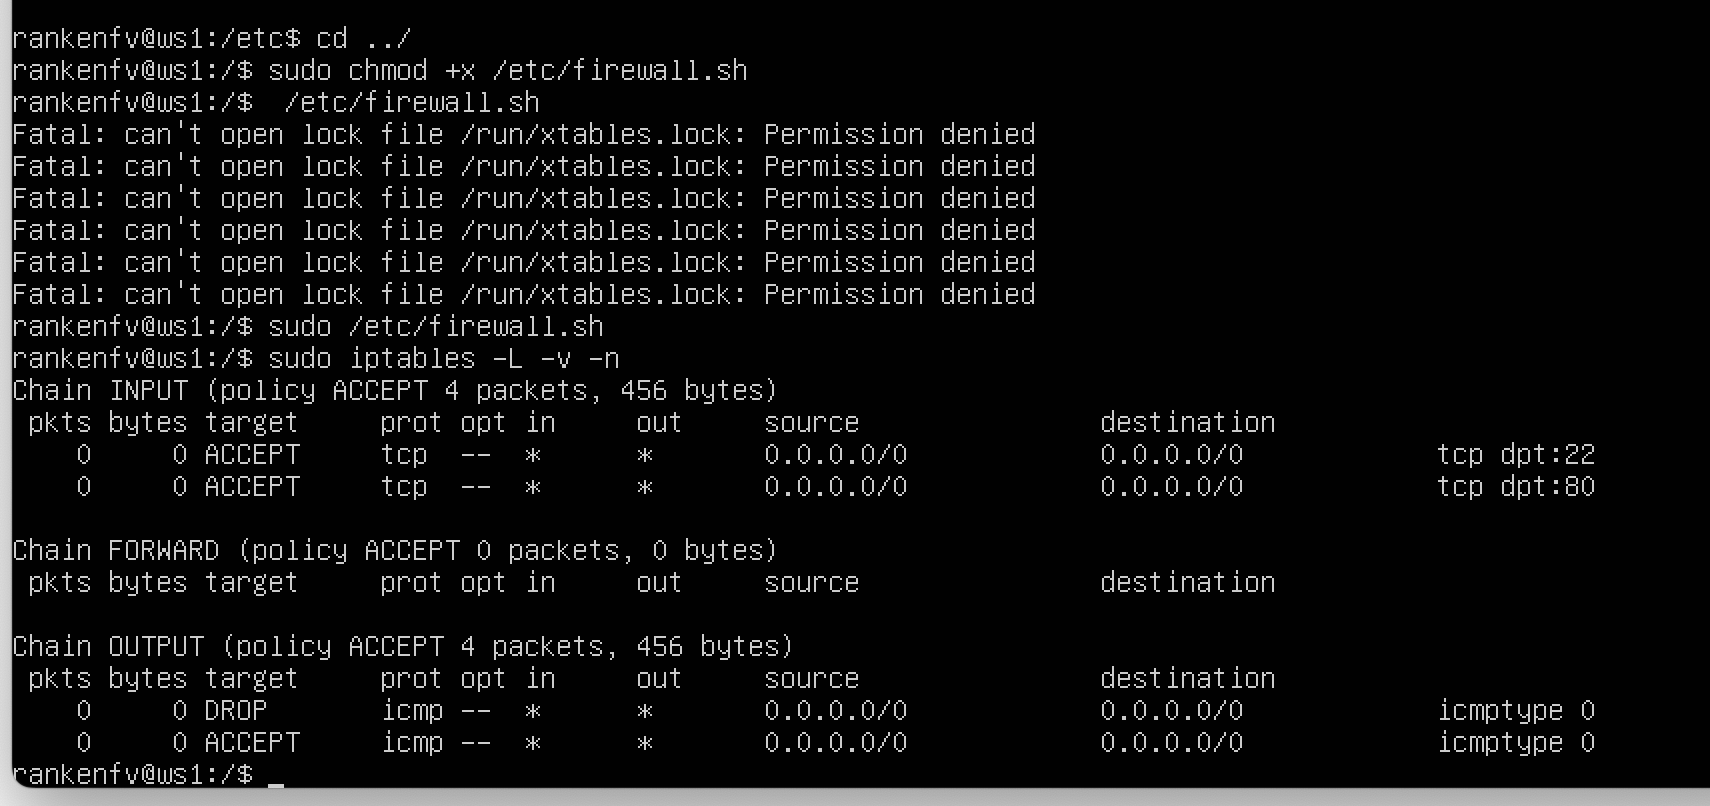 rankenfv@ws1:/etc$ cd ../
rankenfv@ws1:/$ sudo chmod +x /etc/firewall.sh
rankenfv@ws1:/$  /etc/firewall.sh
Fatal: can't open lock file /run/xtables.lock: Permission denied
Fatal: can't open lock file /run/xtables.lock: Permission denied
Fatal: can't open lock file /run/xtables.lock: Permission denied
Fatal: can't open lock file /run/xtables.lock: Permission denied
Fatal: can't open lock file /run/xtables.lock: Permission denied
Fatal: can't open lock file /run/xtables.lock: Permission denied
rankenfv@ws1:/$ sudo /etc/firewall.sh
rankenfv@ws1:/$ sudo iptables -L -v -n
Chain INPUT (policy ACCEPT 4 packets, 456 bytes)
 pkts bytes target     prot opt in     out     source               destination
    0     0 ACCEPT     tcp  --  *      *       0.0.0.0/0            0.0.0.0/0            tcp dpt:22
    0     0 ACCEPT     tcp  --  *      *       0.0.0.0/0            0.0.0.0/0            tcp dpt:80
Chain FORWARD (policy ACCEPT 0 packets, 0 bytes)
 pkts bytes target     prot opt in     out     source               destination
Chain OUTPUT (policy ACCEPT 4 packets, 456 bytes)
 pkts bytes target     prot opt in     out     source               destination
    0     0 DROP       icmp --  *      *       0.0.0.0/0            0.0.0.0/0            icmptype 0
    0     0 ACCEPT     icmp --  *      *       0.0.0.0/0            0.0.0.0/0            icmptype 0
rankenfv@ws1:/$ _